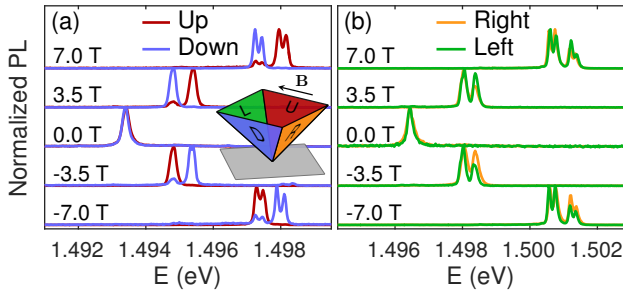 Normalized PL
(a)
Up
Down
7.0 T
3.5 T
0.0 T
-3.5 T
-7.0 T
B
L
U
D
R
1.492 1.494 1.496 1.498
E (eV)
(b)
Right
Left
7.0 T
3.5 T
0.0 T
-3.5 T
-7.0 T
1.496 1.498 1.500 1.502
E (eV)